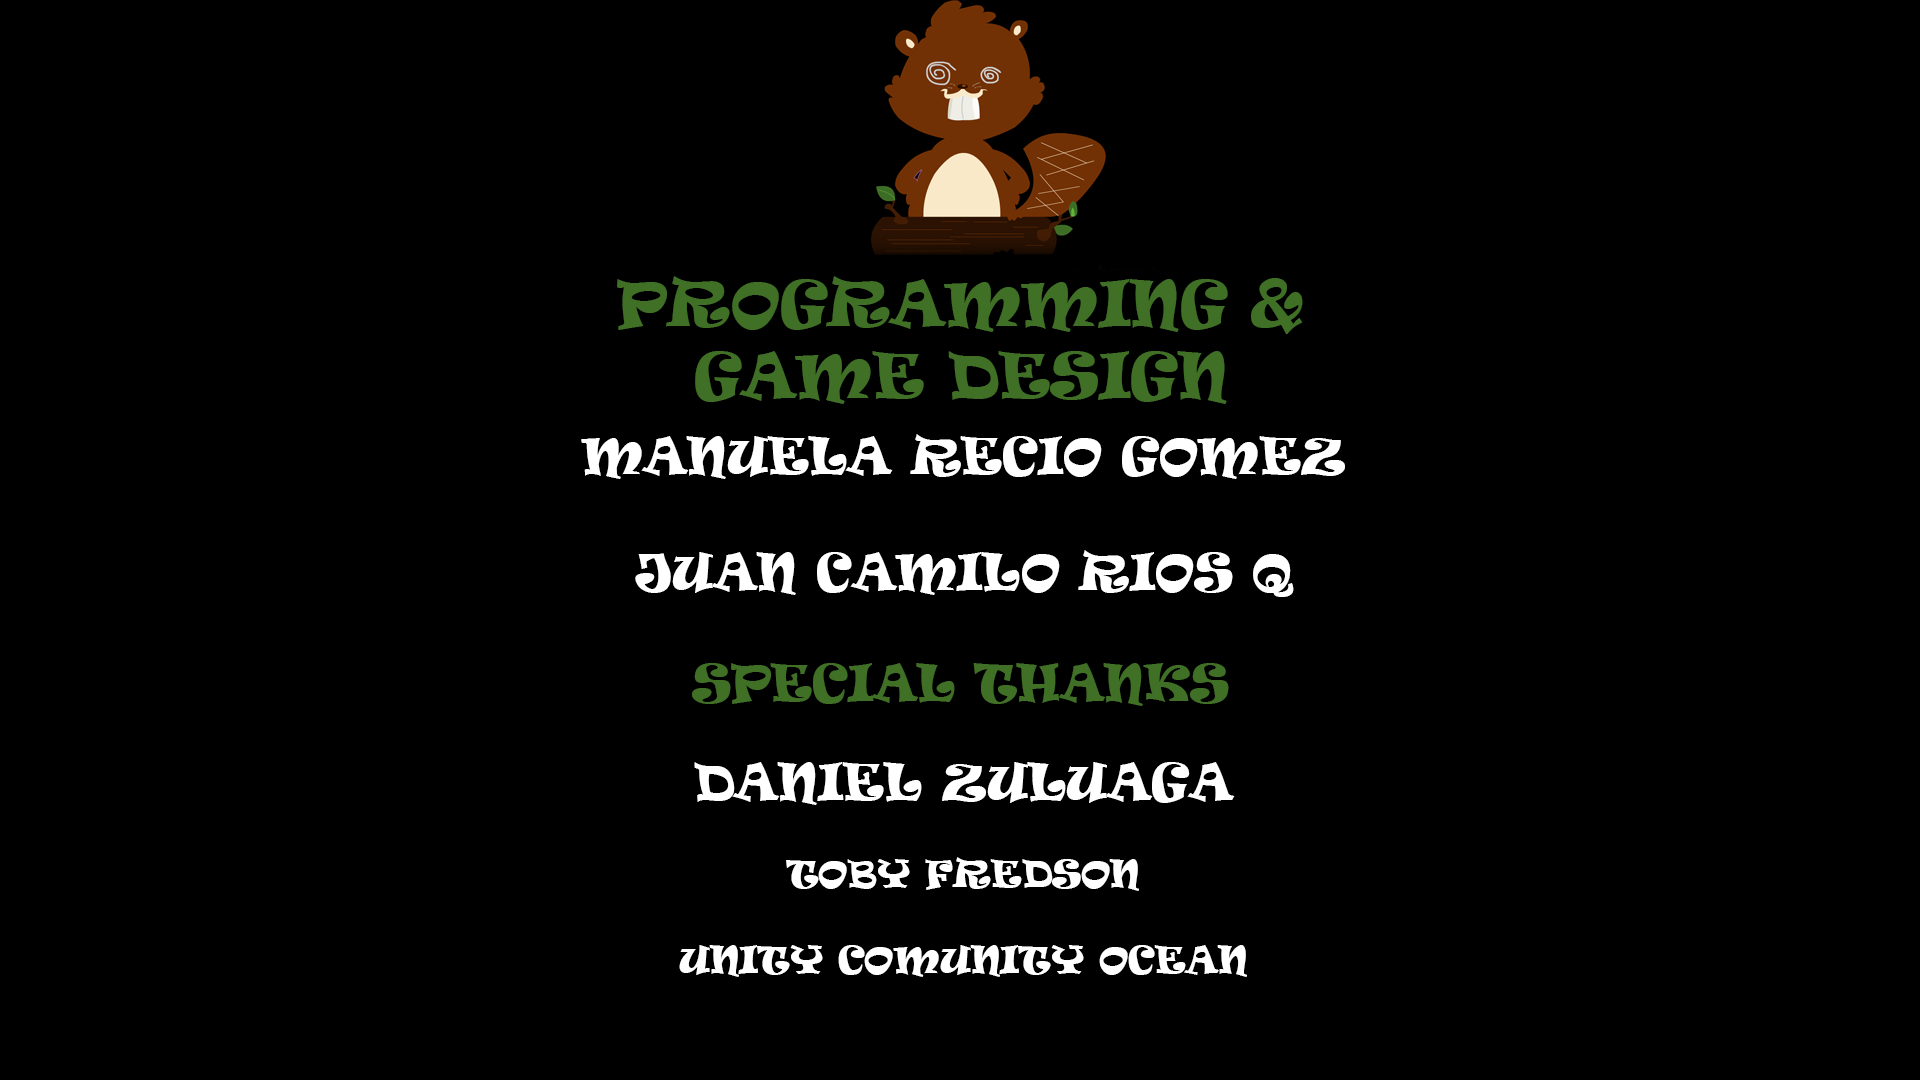 PROGRAMMING &
GAME DESIGN
MANUELA RECIO GOMEZ
JUAN CAMILO RIOS Q
SPECIAL THANKS
DANIEL ZULUAGA
TOBY FREDSON
UNITY COMUNITY OCEAN